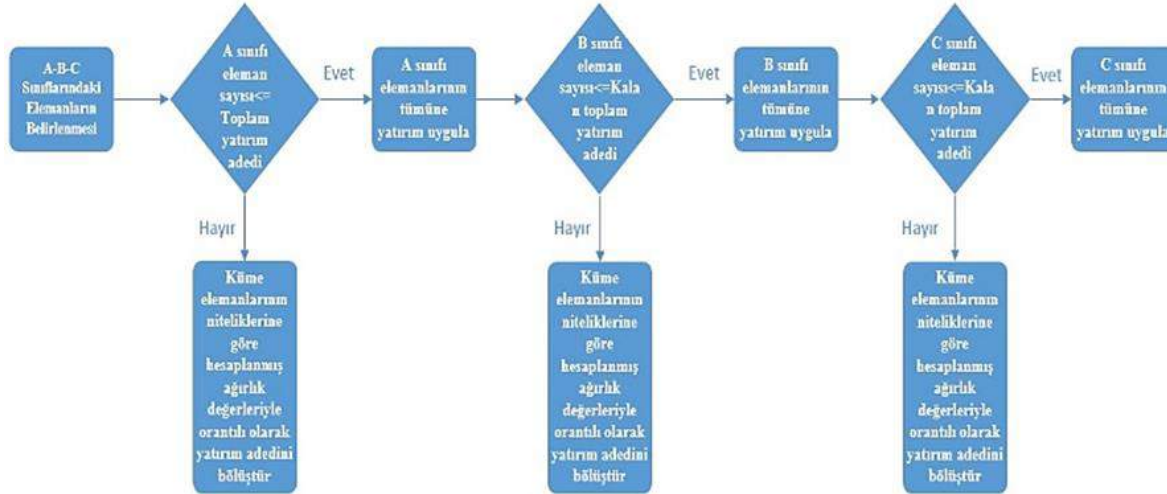 A-B-C
Sınıflarındaki
Elemanların
Belirlenmesi
A sınıfı
eleman
sayısı<=
Toplam
yatırım
adedi
Evet
A sınıfı
elemanlarının
tümüne
yatırım uygula
B sınıfı
eleman
sayısı<=Kala
n toplam
yatırım
adedi
Evet
B sınıfı
elemanlarının
tümüne
yatırım uygula
C sınıfı
eleman
sayısı<=Kala
n toplam
yatırım
adedi
Evet
C sınıfı
elemanlarının
tümüne
yatırım uygula
Hayır
Hayır
Hayır
Küme
elemanlarının
niteliklerine
göre
hesaplanmış
ağırlık
değerleriyle
orantılı olarak
yatırım adedini
bölüştür
Küme
elemanlarının
niteliklerine
göre
hesaplanmış
ağırlık
değerleriyle
orantılı olarak
yatırım adedini
bölüştür
Küme
elemanlarının
niteliklerine
göre
hesaplanmış
ağırlık
değerleriyle
orantılı olarak
yatırım adedini
bölüştür